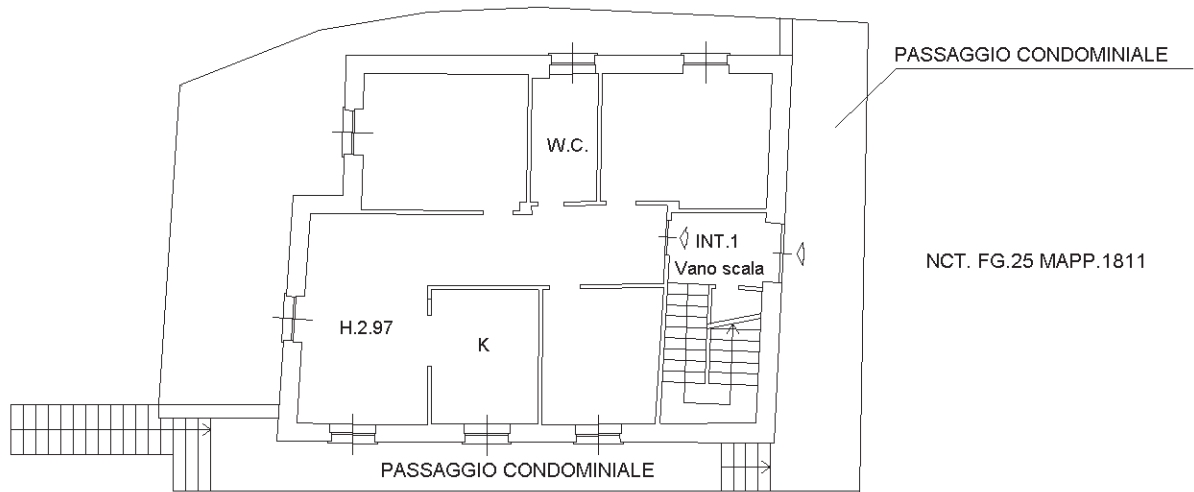 PASSAGGIO CONDOMINIALE
W.C.
INT.1
Vano scala
NCT. FG.25 MAPP.1811
H.2.97
K
PASSAGGIO CONDOMINIALE